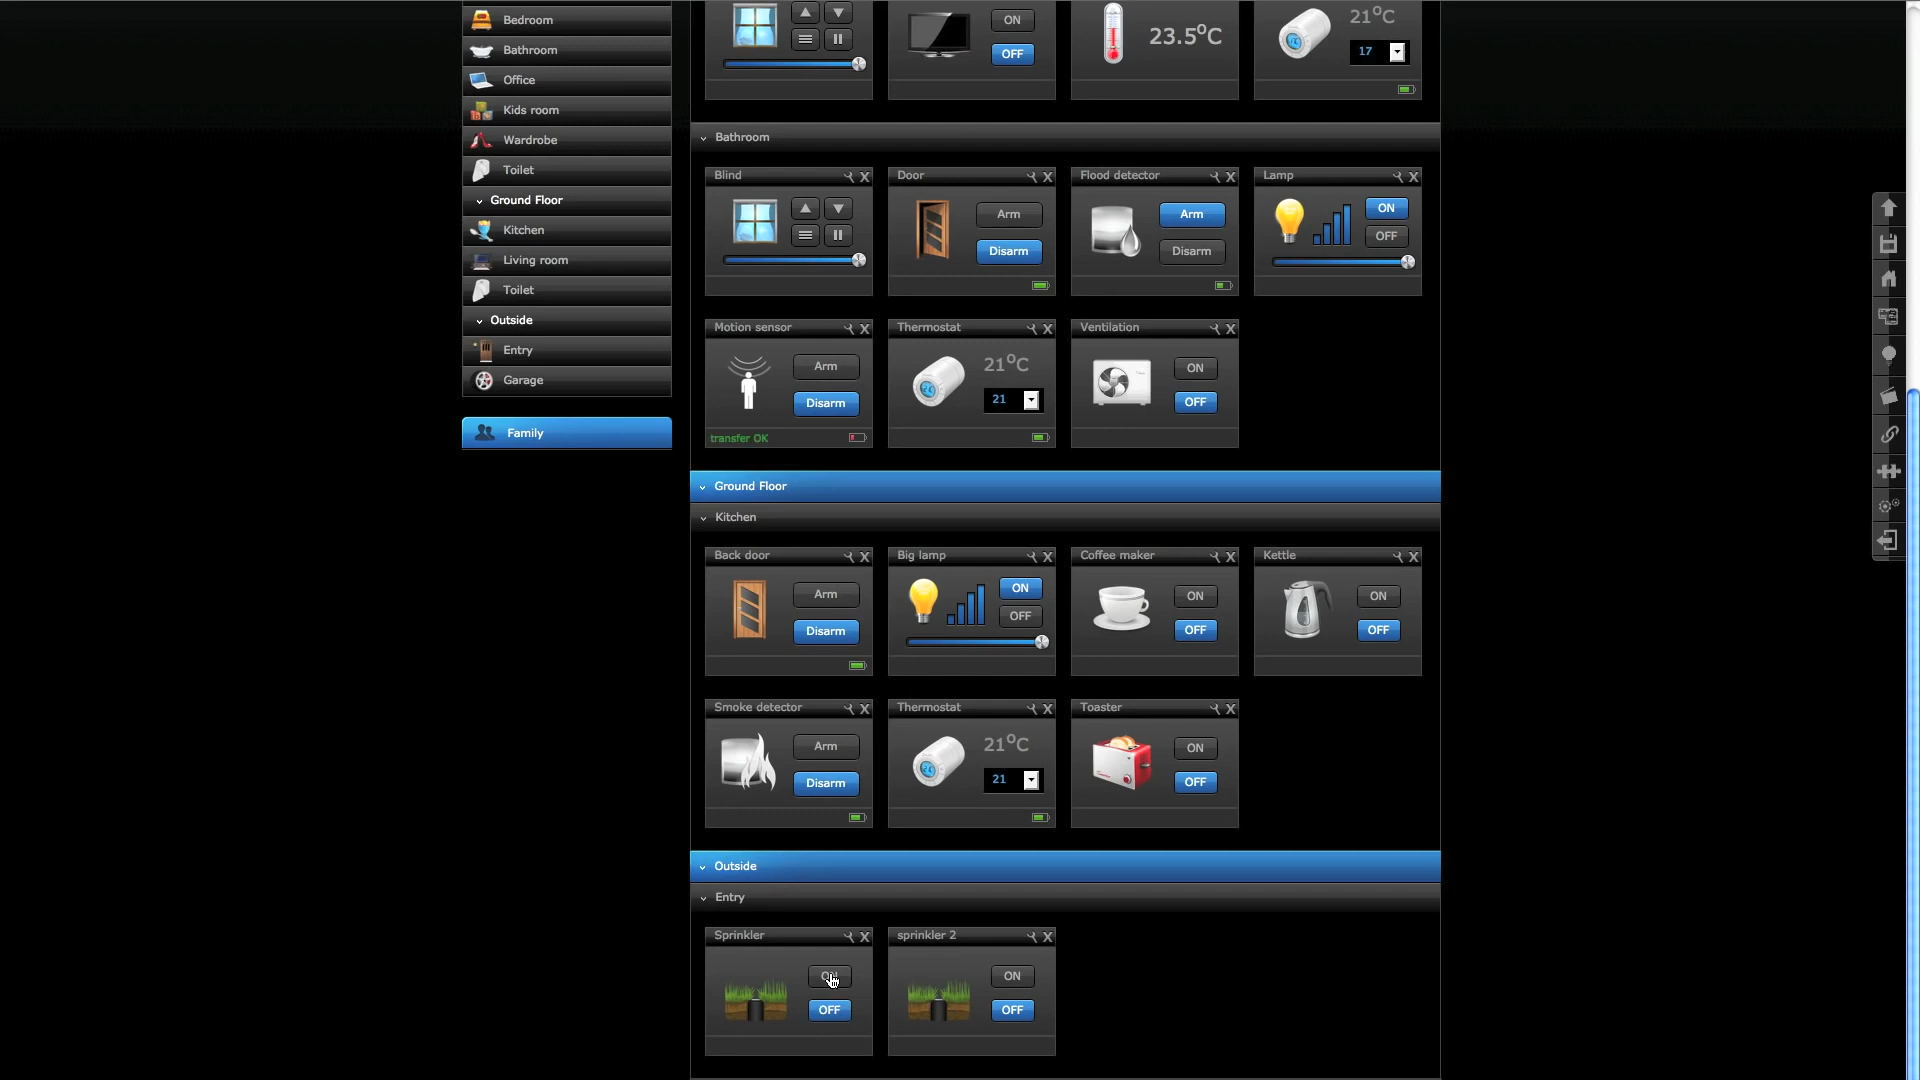 Bedroom
Bathroom
Office
Kids room
Wardrobe
Toilet
Ground Floor
Kitchen
Living room
Toilet
Outside
Entry
Garage
Family
ON
OFF
23.5°C
21°C
17
Bathroom
Blind
Door
Arm
Disarm
Flood detector
Arm
Disarm
Lamp
ON
OFF
Motion sensor
Arm
Disarm
transfer OK
Thermostat
21°C
21
Ventilation
ON
OFF
Ground Floor
Kitchen
Back door
Arm
Disarm
Big lamp
ON
OFF
Coffee maker
ON
OFF
Kettle
ON
OFF
Smoke detector
Arm
Disarm
Thermostat
21°C
21
Toaster
ON
OFF
Outside
Entry
Sprinkler
ON
OFF
sprinkler 2
ON
OFF